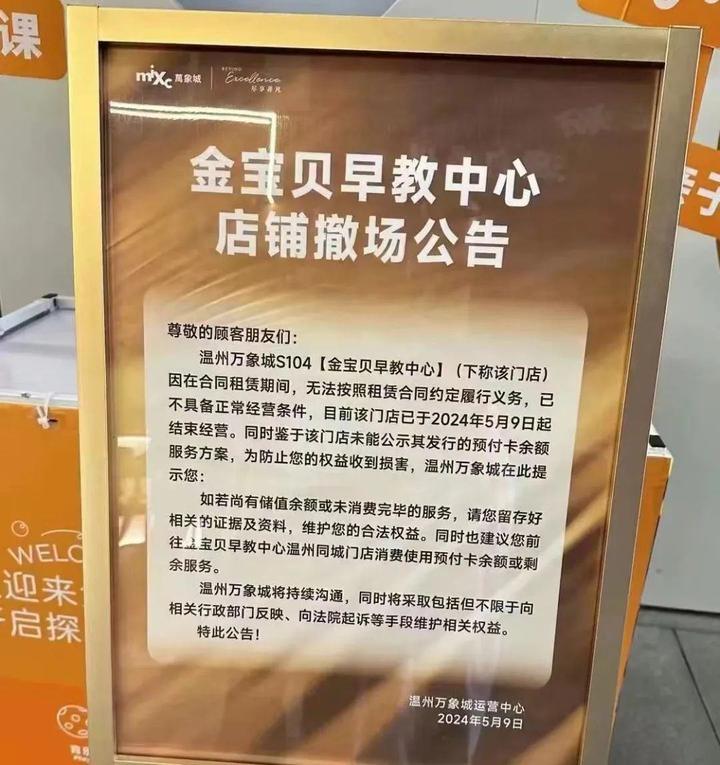 课
mixc 萬象城
BEYOND
Excellence
尽享非凡
金宝贝早教中心
店铺撤场公告
尊敬的顾客朋友们：
温州万象城S104【金宝贝早教中心】（下称该门店）
因在合同租赁期间，无法按照租赁合同约定履行义务，已
不具备正常经营条件，目前该门店已于2024年5月9日起
结束经营。同时鉴于该门店未能公示其发行的预付卡余额
服务方案，为防止您的权益收到损害，温州万象城在此提
示您：
如若尚有储值余额或未消费完毕的服务，请您留存好
相关的证据及资料，维护您的合法权益。同时也建议您前
往金宝贝早教中心温州同城门店消费使用预付卡余额或剩
余服务。
温州万象城将持续沟通，同时将采取包括但不限于向
相关行政部门反映、向法院起诉等手段维护相关权益。
特此公告！
温州万象城运营中心
2024年5月9日
WELC
迎来
启探
亲子